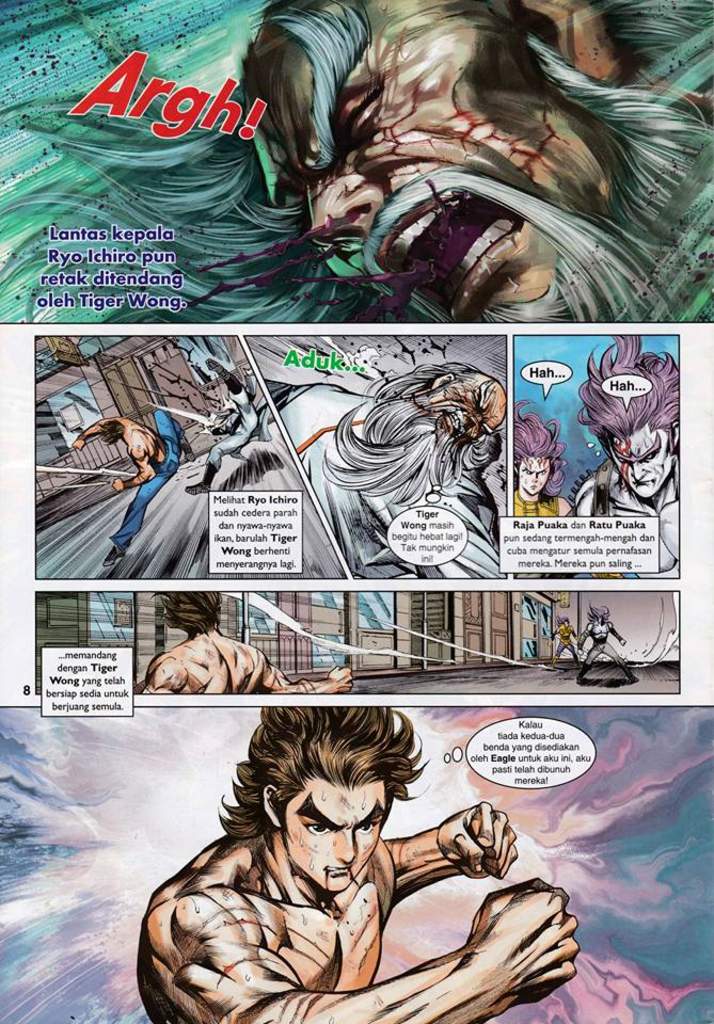 Argh!
Lantas kepala
Ryo Ichiro pun
retak ditendang
oleh Tiger Wong.
Aduk...
Melihat Ryo Ichiro
sudah cedera parah
dan nyawa-nyawa
ikan, barulah Tiger
Wong berhenti
menyerangnya lagi.
Tiger
Wong masih
begitu hebat lagi!
Tak mungkin
ini!
Hah...
Hah...
Raja Puaka dan Ratu Puaka
pun sedang termengah-mengah dan
cuba mengatur semula pernafasan
mereka. Mereka pun saling ...
...memandang
dengan Tiger
Wong yang telah
bersiap sedia untuk
berjuang semula.
8
Kalau
tiada kedua-dua
benda yang disediakan
oleh Eagle untuk aku ini, aku
pasti telah dibunuh
mereka!